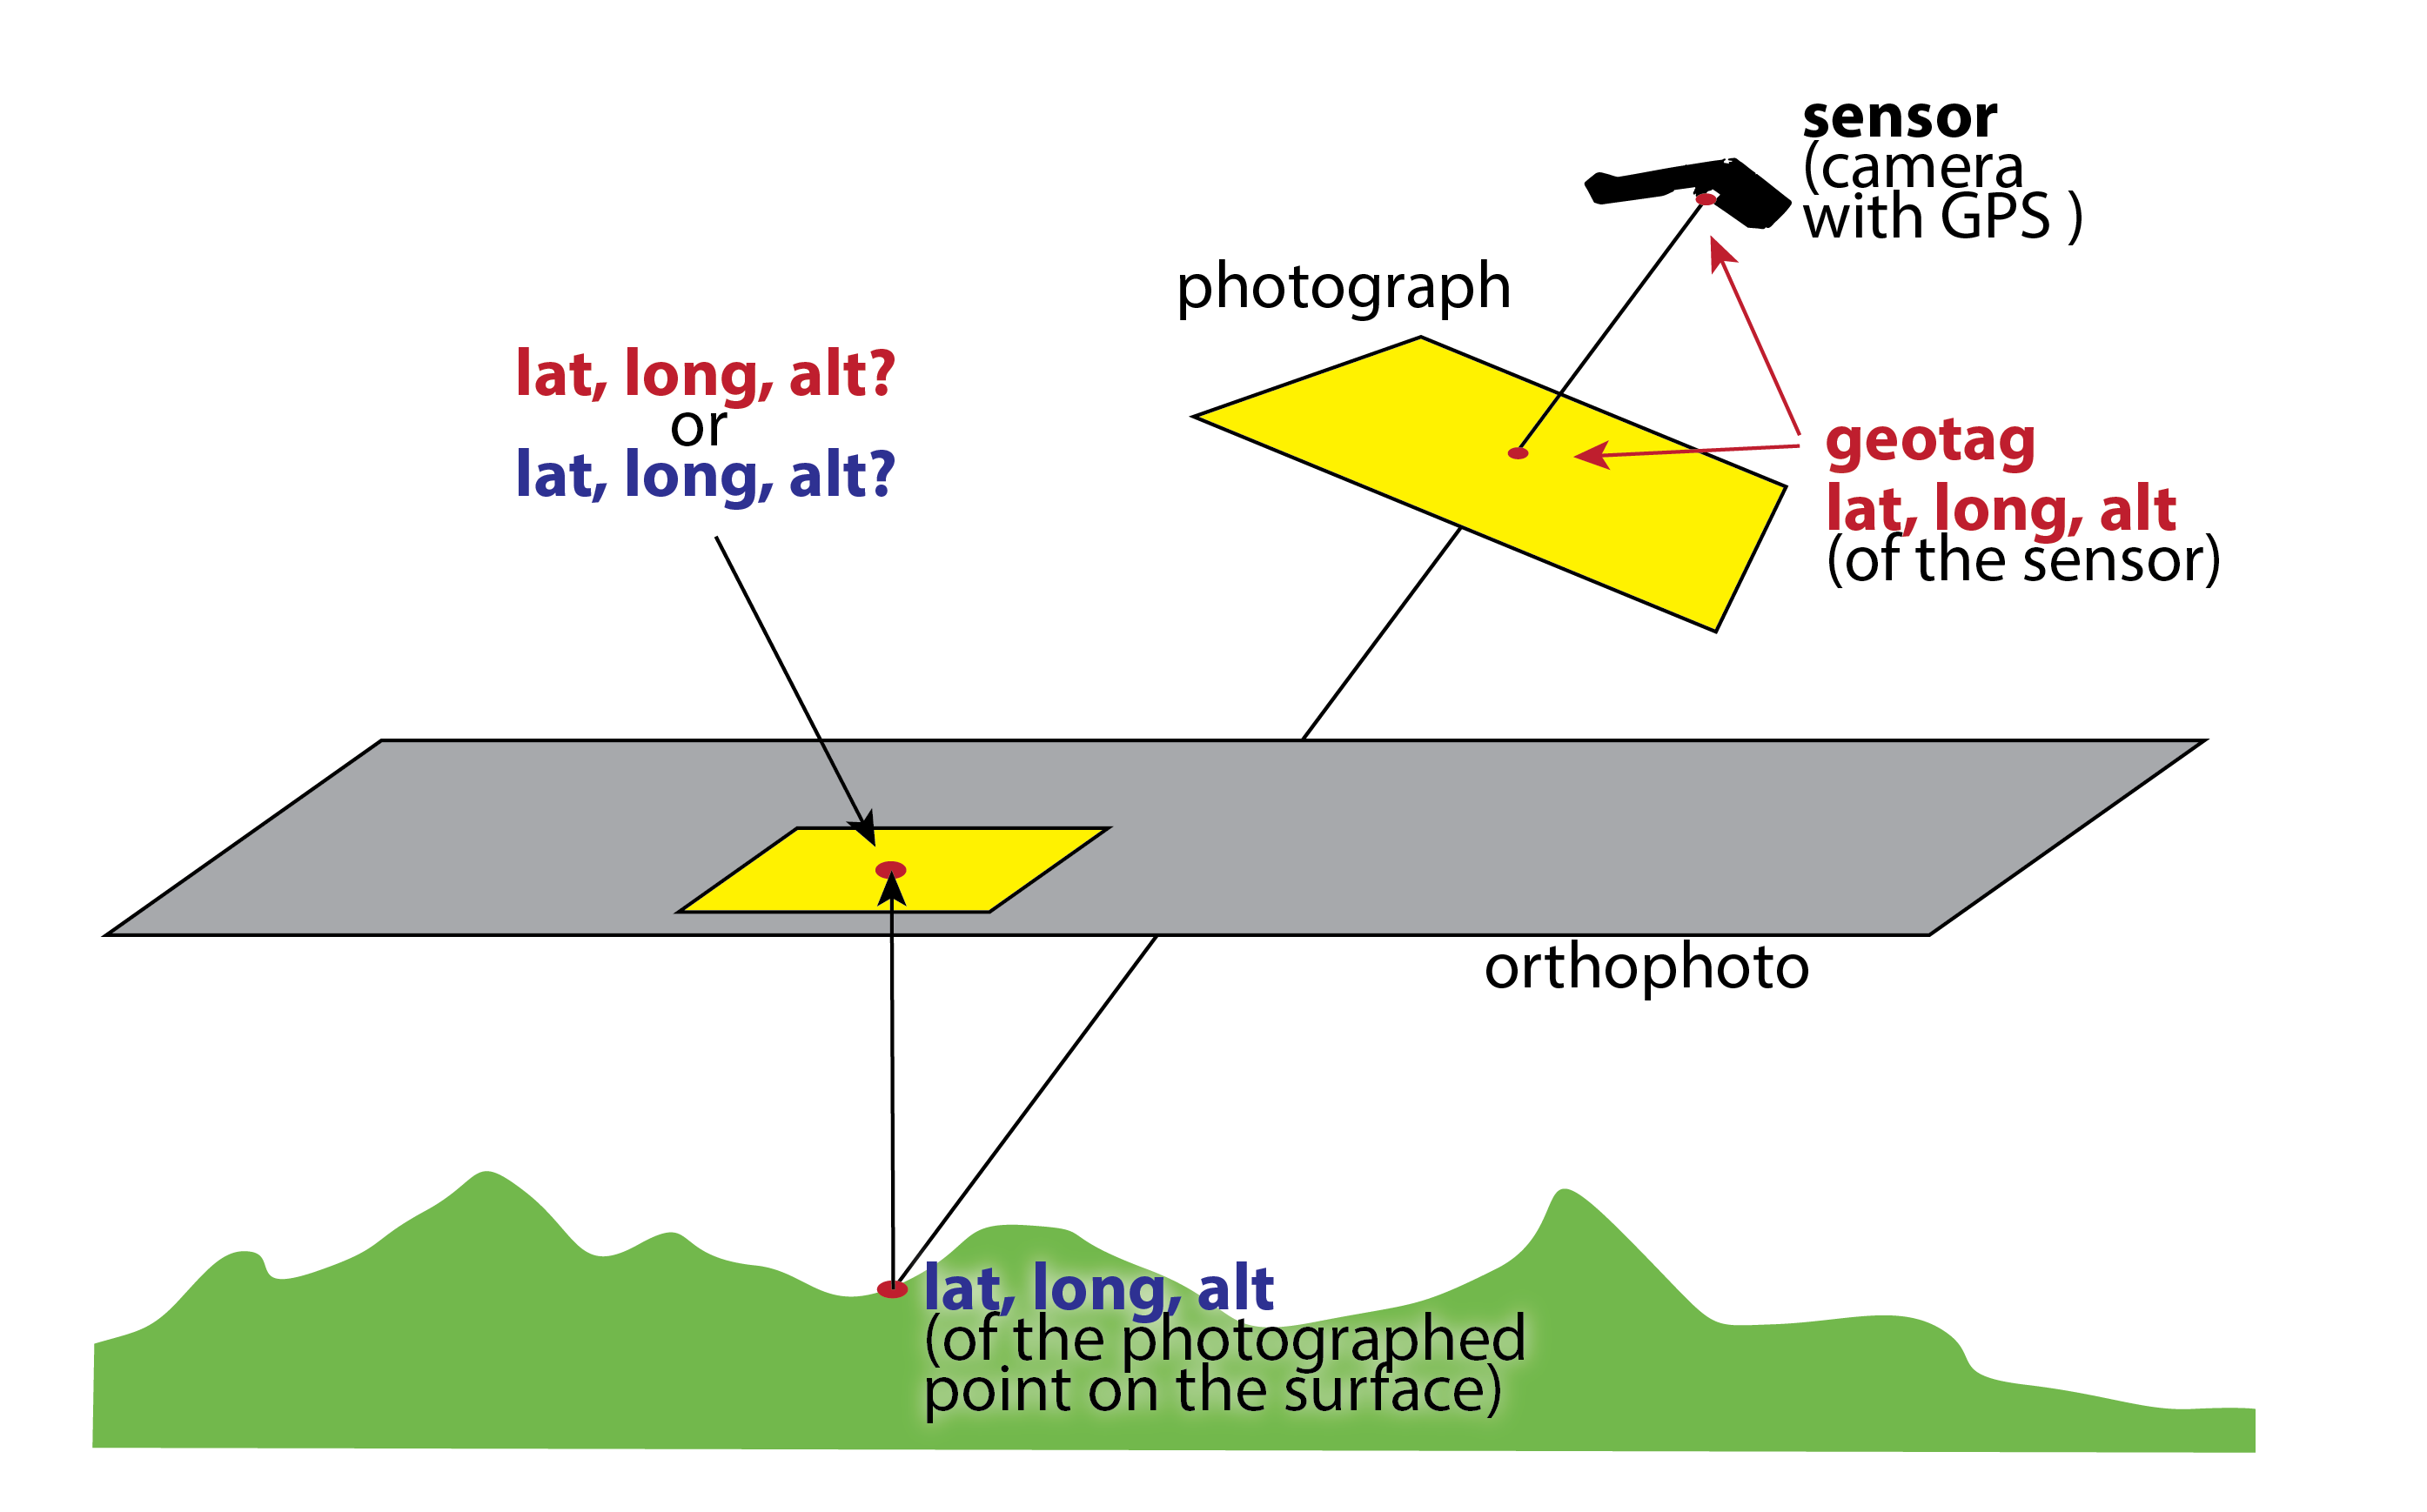 sensor
(camera
with GPS )
photograph
lat, long, alt?
or
lat, long, alt?
geotag
lat, long, alt
(of the sensor)
orthophoto
lat, long, alt
(of the photographed
point on the surface)